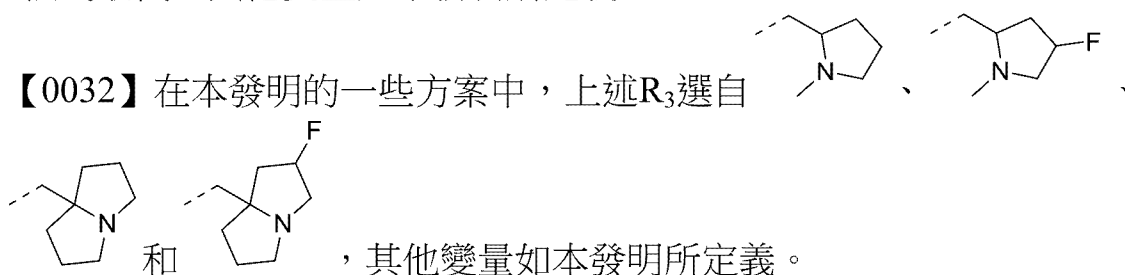 【0032】在本發明的一些方案中，上述R₃選自 N 、 N F 、
N 和 N F ，其他變量如本發明所定義。